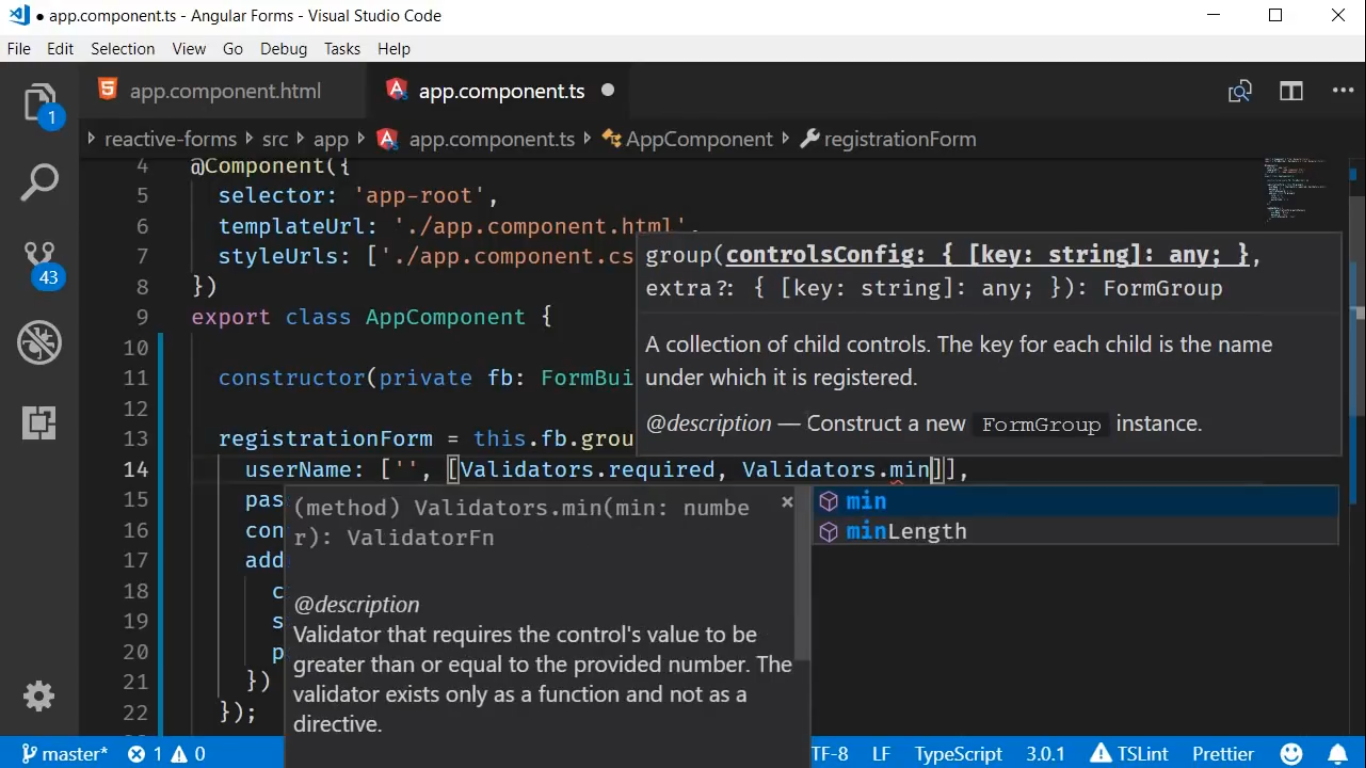 app.component.ts - Angular Forms - Visual Studio Code
File Edit Selection View Go Debug Tasks Help
app.component.html app.component.ts
reactive-forms src app app.component.ts AppComponent registrationForm
1
43
4 @Component({
5 selector: 'app-root',
6 templateUrl: './app.component.html',
7 styleUrls: ['./app.component.cs
8 })
9 export class AppComponent {
10
11 constructor(private fb: FormBui
12
13 registrationForm = this.fb.grou
14 userName: ['', [Validators.required, Validators.min]],
15 pas
16 con
17 add
18 c
19 s
20 p
21 })
22 });
group(controlsConfig: { [key: string]: any; },
extra?: { [key: string]: any; }): FormGroup
A collection of child controls. The key for each child is the name
under which it is registered.
@description — Construct a new FormGroup instance.
min
minLength
(method) Validators.min(min: numbe
r): ValidatorFn
@description
Validator that requires the control's value to be
greater than or equal to the provided number. The
validator exists only as a function and not as a
directive.
master* 1 0 TF-8 LF TypeScript 3.0.1 TSLint Prettier